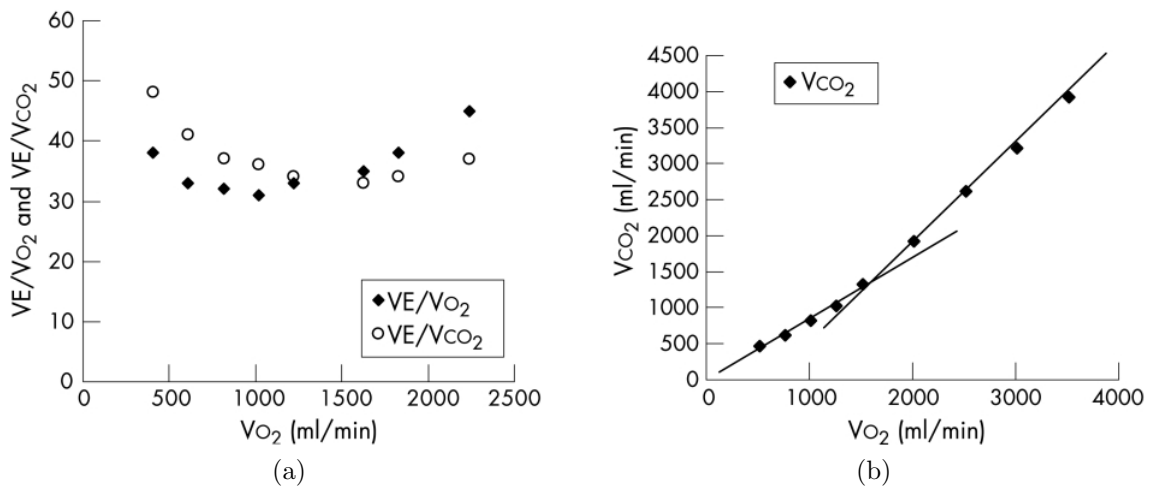 60
50
40
30
20
10
0
0 500 1000 1500 2000 2500
VE/VO₂ and VE/VCO₂
VE/VO₂
VE/VCO₂
VO₂ (ml/min)
(a)
4500
4000
3500
3000
2500
2000
1500
1000
500
0
0 1000 2000 3000 4000
VCO₂ (ml/min)
VCO₂
VO₂ (ml/min)
(b)